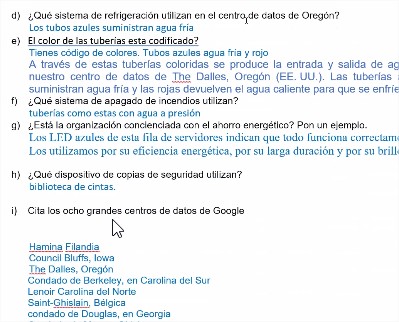 d) ¿Qué sistema de refrigeración utilizan en el centro de datos de Oregón?
Los tubos azules suministran agua fría
e) El color de las tuberías esta codificado?
Tienes código de colores. Tubos azules agua fría y rojo
A través de estas tuberías coloridas se produce la entrada y salida de ag
nuestro centro de datos de The Dalles, Oregón (EE. UU.). Las tuberías
suministran agua fría y las rojas devuelven el agua caliente para que se enfríe
f) ¿Qué sistema de apagado de incendios utilizan?
tuberías como estas con agua a presión
g) ¿Está la organización concienciada con el ahorro energético? Pon un ejemplo.
Los LED azules de esta fila de servidores indican que todo funciona correctame
Los utilizamos por su eficiencia energética, por su larga duración y por su brillo
h) ¿Qué dispositivo de copias de seguridad utilizan?
biblioteca de cintas.
i) Cita los ocho grandes centros de datos de Google
Hamina Filandia
Council Bluffs, Iowa
The Dalles, Oregón
Condado de Berkeley, en Carolina del Sur
Lenoir Carolina del Norte
Saint-Ghislain, Bélgica
condado de Douglas, en Georgia